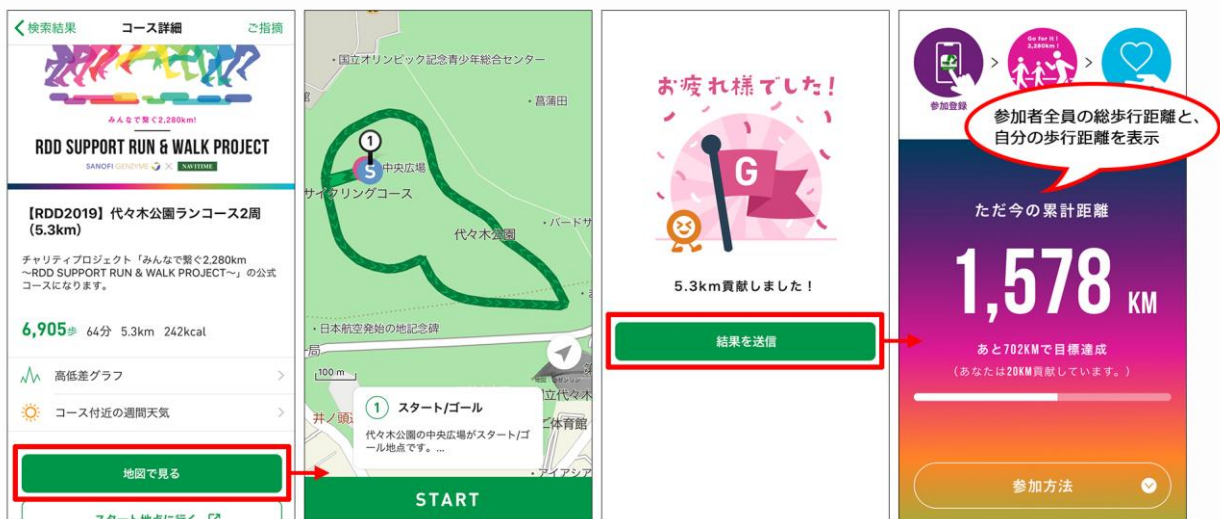 検索結果
コース詳細
ご指摘
みんなで繋ぐ2,280km!
RDD SUPPORT RUN & WALK PROJECT
SANOFI GENZYME × NAVITIME
【RDD2019】代々木公園ランコース2周
（5.3km）
チャリティプロジェクト「みんなで繋ぐ2,280km
〜RDD SUPPORT RUN & WALK PROJECT〜」の公式
コースになります。
6,905歩 64分 5.3km 242kcal
高低差グラフ
コース付近の週間天気
地図で見る
スタート地点に行く
・国立オリンピック記念青少年総合センター
・菖蒲田
1
S
中央広場
サイクリングコース
・バードサ
代々木公園
・日本航空発始の地記念碑
100 m
立代々木
井ノ頭
体育館
1 スタート/ゴール
代々木公園の中央広場がスタート/ゴ
ール地点です。...
・アイアシア
START
お疲れ様でした!
G
5.3km貢献しました！
結果を送信
Go for it !
2,280km !
参加登録
参加者全員の総歩行距離と、
自分の歩行距離を表示
ただ今の累計距離
1,578 KM
あと702KMで目標達成
（あなたは20KM貢献しています。）
参加方法